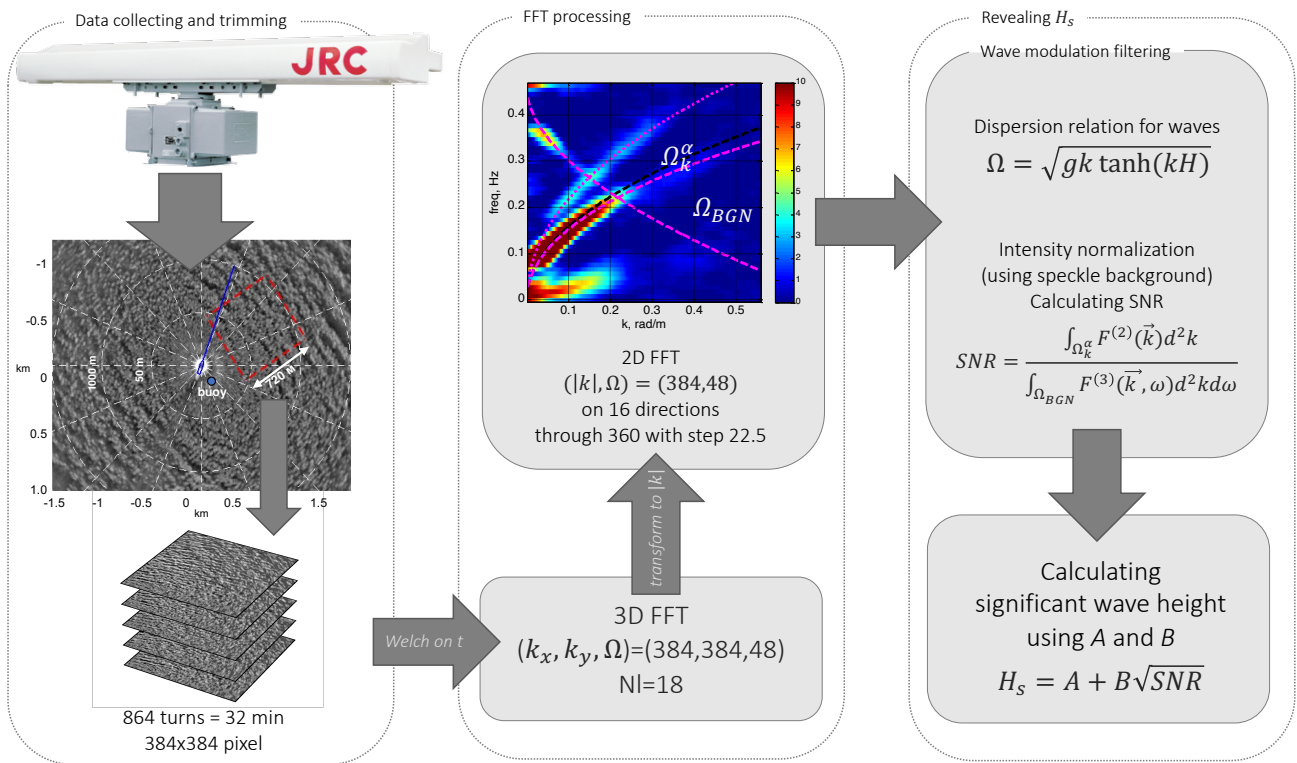 Data collecting and trimming
JRC
-1
-0.5
km
0
0.5
1.0
1000 m
50 m
buoy
720 м
-1.5 -1 -0.5 0 0.5 1 1.5
km
864 turns = 32 min
384x384 pixel
Welch on t
FFT processing
freq, Hz
0.4
0.3
0.2
0.1
0
0.1 0.2 0.3 0.4 0.5
k, rad/m
10
9
8
7
6
5
4
3
2
1
0
Ω_k^α
Ω_{BGN}
2D FFT
(|k|, Ω) = (384,48)
on 16 directions
through 360 with step 22.5
transform to |k|
3D FFT
(k_x, k_y, Ω)=(384,384,48)
Nl=18
Revealing H_s
Wave modulation filtering
Dispersion relation for waves
Ω = √(gk tanh(kH))
Intensity normalization
(using speckle background)
Calculating SNR
SNR = ∫_{Ω_k^α} F^{(2)}(k⃗)d²k / ∫_{Ω_{BGN}} F^{(3)}(k⃗, ω)d²kdω
Calculating
significant wave height
using A and B
H_s = A + B√SNR